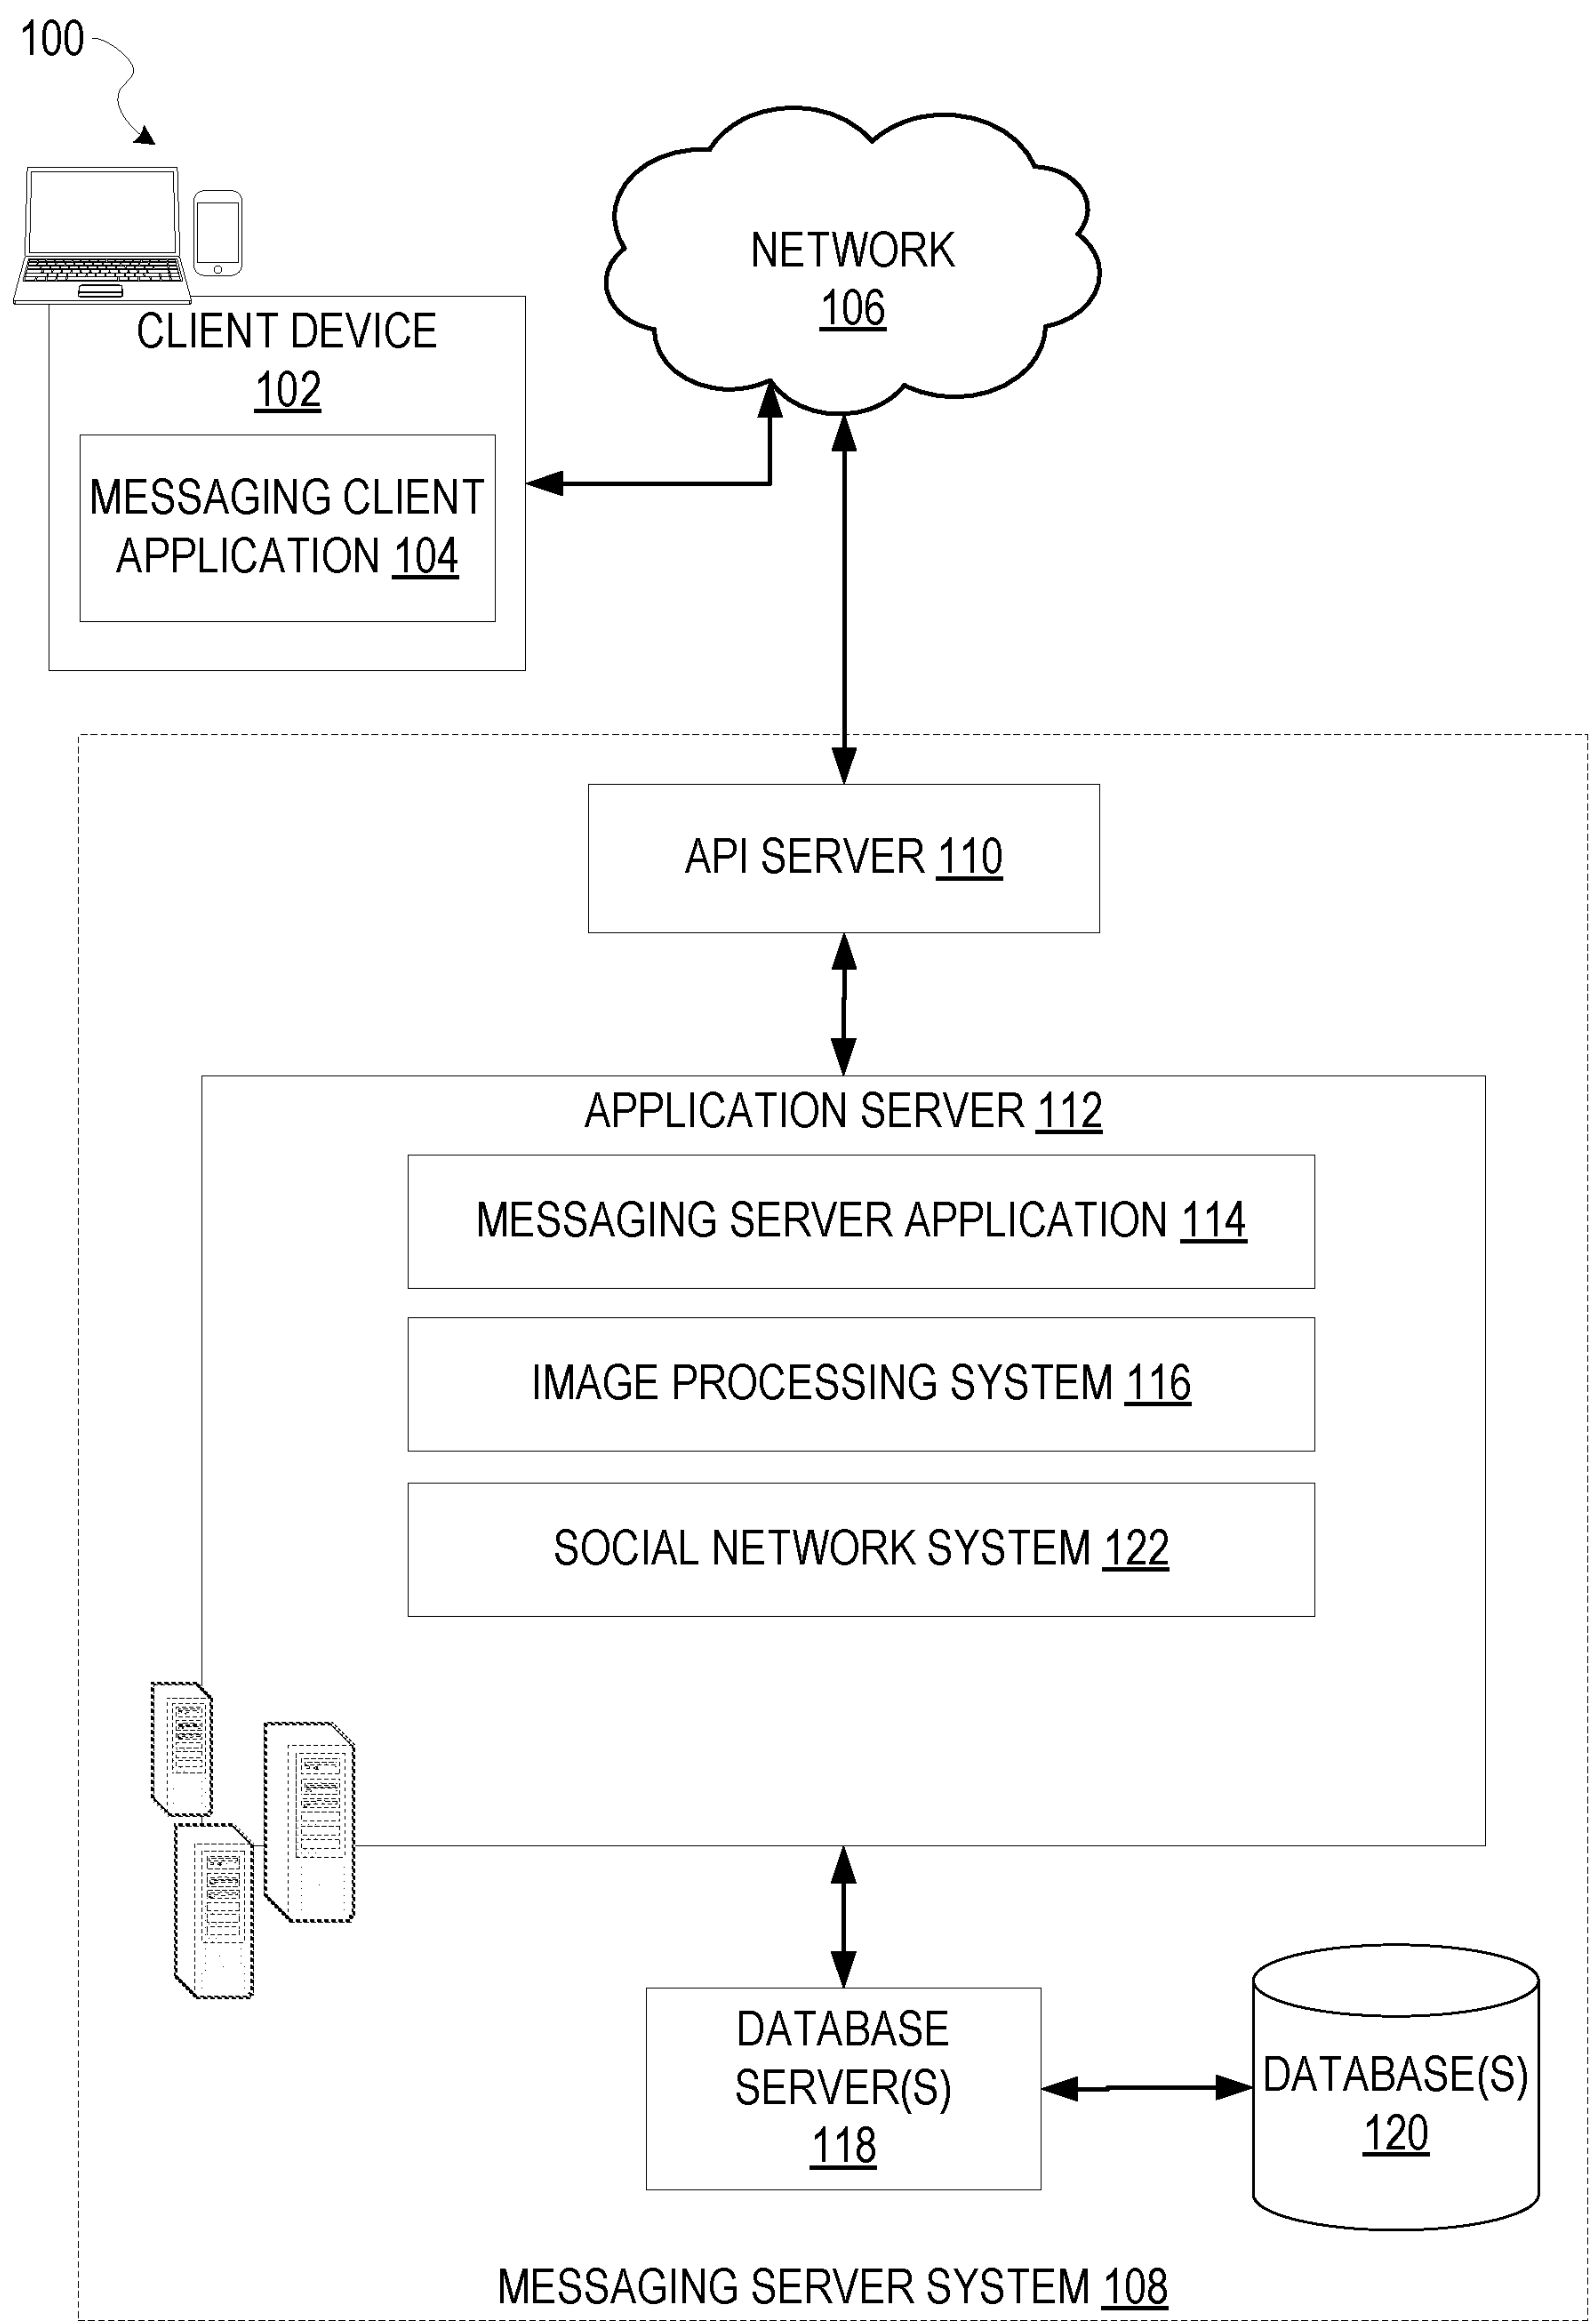 100
NETWORK
106
CLIENT DEVICE
102
MESSAGING CLIENT
APPLICATION 104
API SERVER 110
APPLICATION SERVER 112
MESSAGING SERVER APPLICATION 114
IMAGE PROCESSING SYSTEM 116
SOCIAL NETWORK SYSTEM 122
DATABASE
SERVER(S)
118
DATABASE(S)
120
MESSAGING SERVER SYSTEM 108